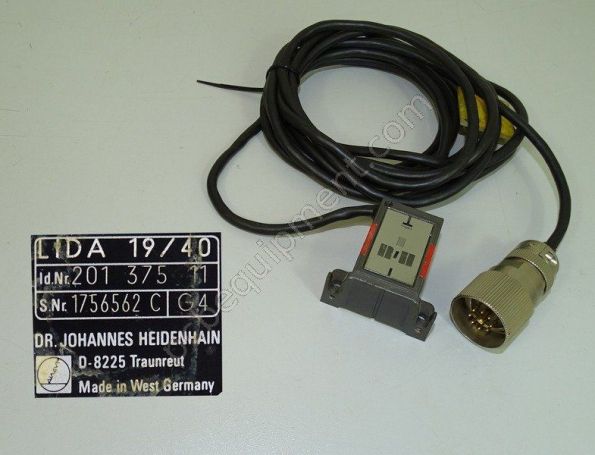 LIDA 19/40
Id.Nr. 201 375 11
S.Nr. 1756562 C G4
DR. JOHANNES HEIDENHAIN
D-8225 Traunreut
Made in West Germany